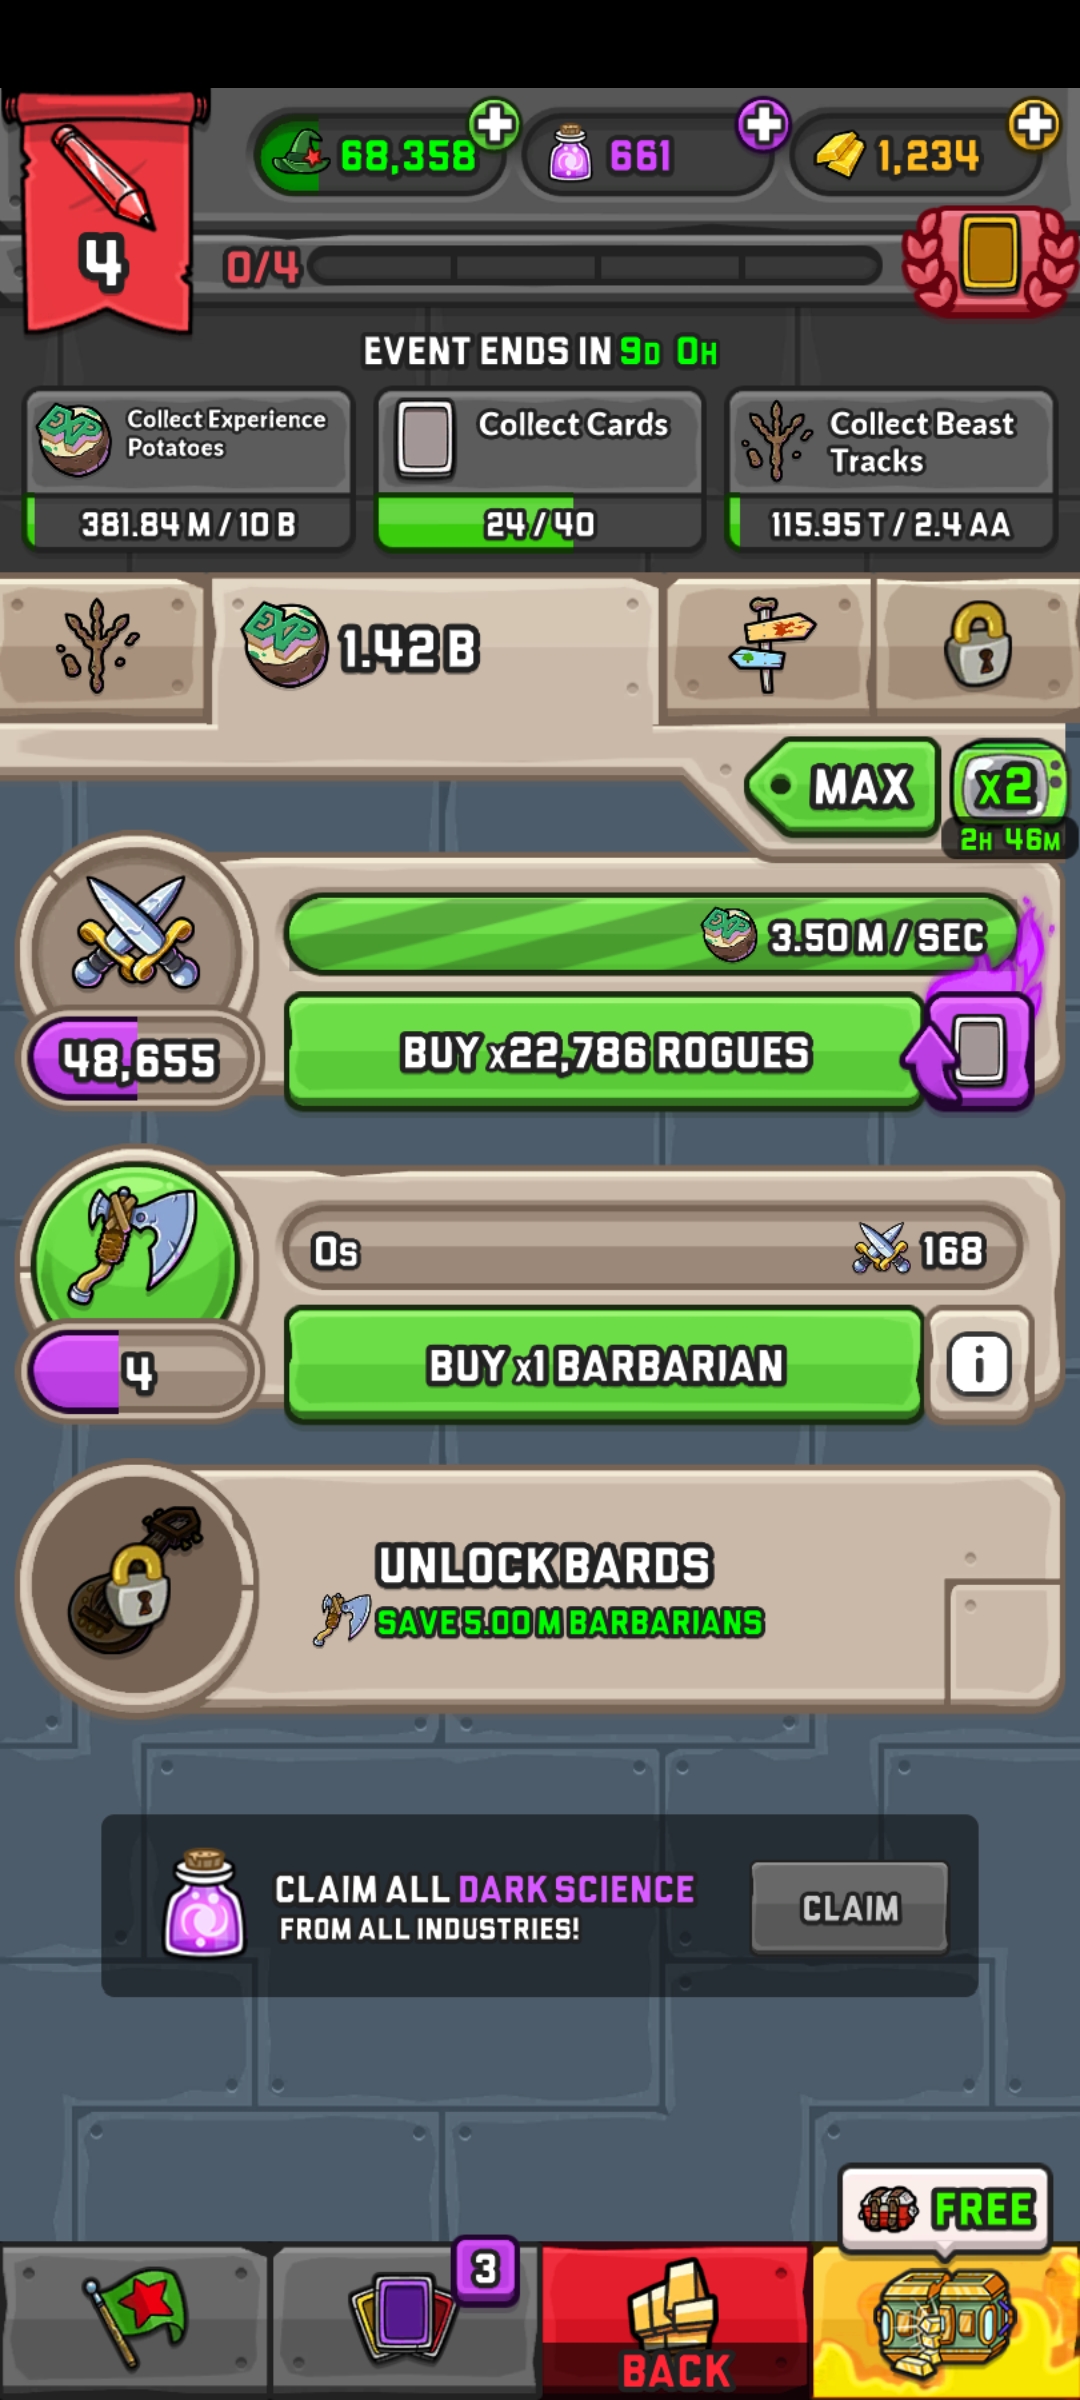 68,358
661
1,234
4
0/4
EVENT ENDS IN 9D 0H
Collect Experience
Potatoes
381.84 M / 10 B
Collect Cards
24 / 40
Collect Beast
Tracks
115.95 T / 2.4 AA
EXP
EXP
1.42 B
MAX
x2
2H 46M
EXP
3.50 M / SEC
48,655
BUY x22,786 ROGUES
0s
168
4
BUY x1 BARBARIAN
i
UNLOCK BARDS
SAVE 5.00 M BARBARIANS
CLAIM ALL DARK SCIENCE
FROM ALL INDUSTRIES!
CLAIM
FREE
3
BACK